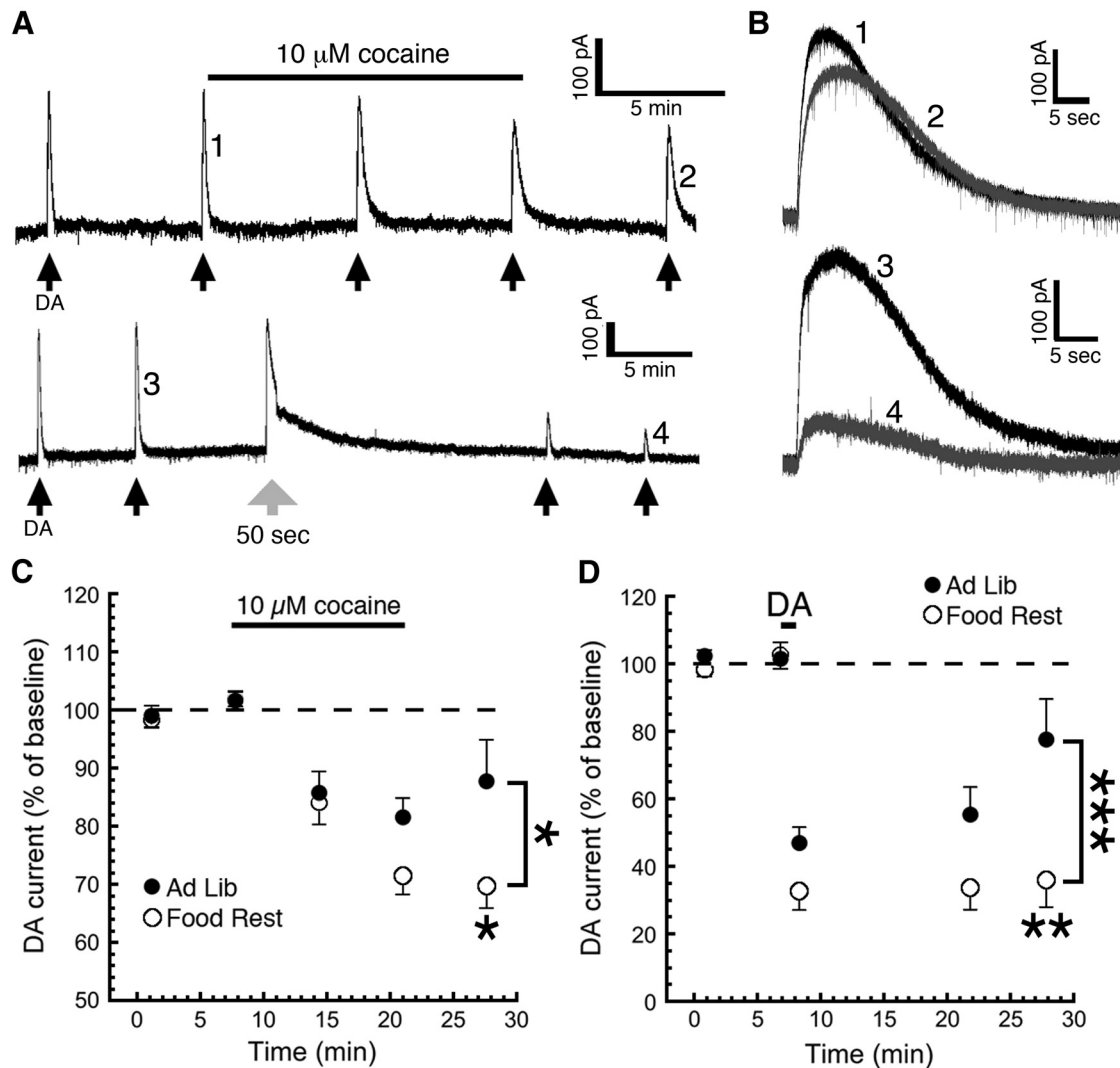 A
10 μM cocaine
100 pA
5 min
1
2
DA
100 pA
5 min
3
4
DA
50 sec
B
1
2
100 pA
5 sec
3
4
100 pA
5 sec
C
10 μM cocaine
DA current (% of baseline)
120
110
100
90
80
70
60
50
Ad Lib
Food Rest
*
*
0 5 10 15 20 25 30
Time (min)
D
Ad Lib
Food Rest
DA
DA current (% of baseline)
120
100
80
60
40
20
0
***
**
0 5 10 15 20 25 30
Time (min)